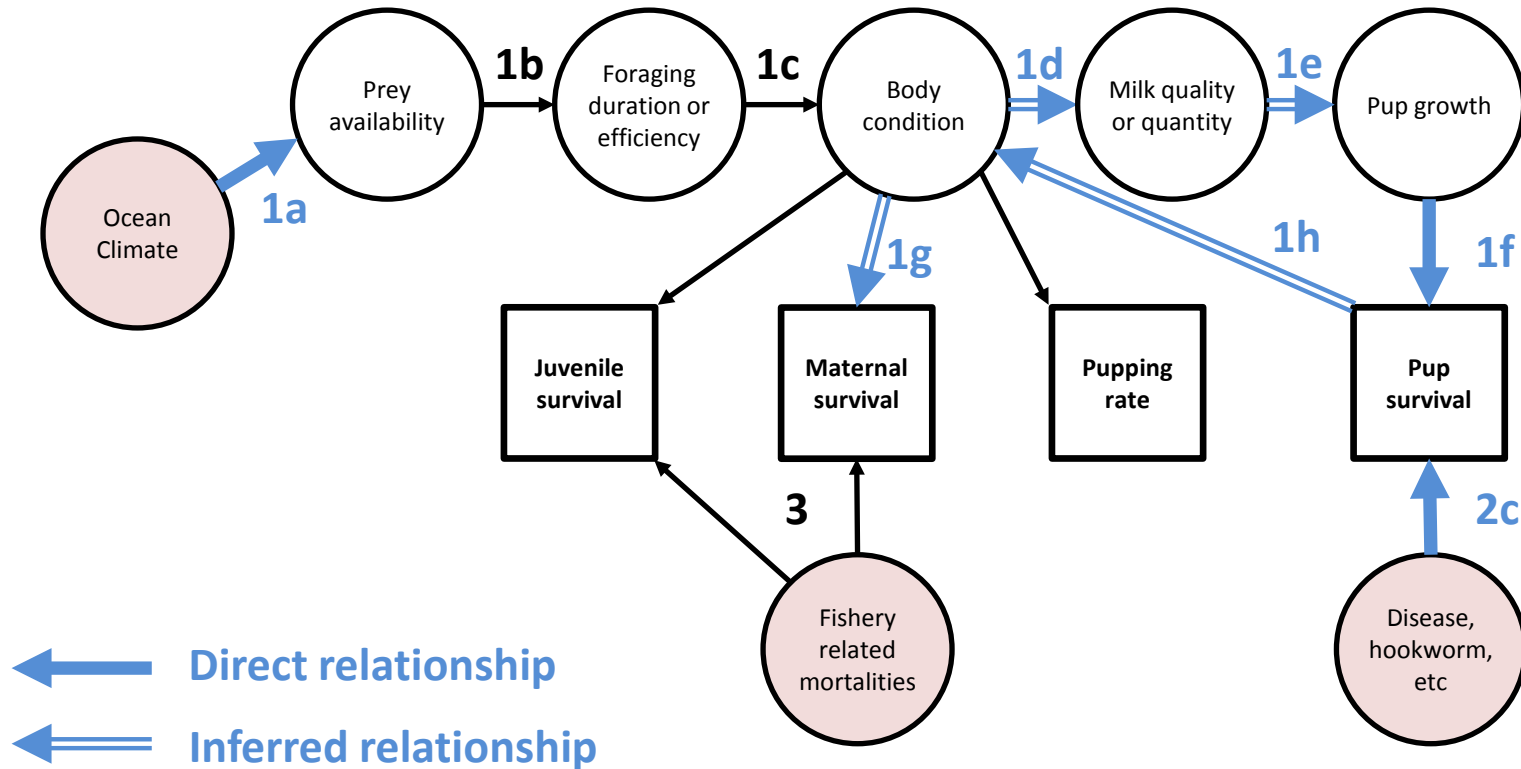 1b
1c
1d
1e
Prey
availability
Foraging
duration or
efficiency
Body
condition
Milk quality
or quantity
Pup growth
Ocean
Climate
1a
1g
1h
1f
Juvenile
survival
Maternal
survival
Pupping
rate
Pup
survival
3
2c
Fishery
related
mortalities
Disease,
hookworm,
etc
Direct relationship
Inferred relationship